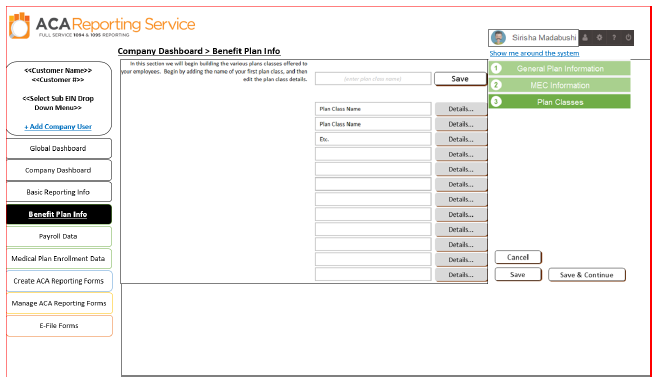 ACA Reporting Service
FULL SERVICE 1094 & 1095 REPORTING
Sirisha Madabushi
Company Dashboard > Benefit Plan Info
Show me around the system
<<Customer Name>>
<<Customer #>>
<<Select Sub EIN Drop
Down Menu>>
+ Add Company User
Global Dashboard
Company Dashboard
Basic Reporting Info
Benefit Plan Info
Payroll Data
Medical Plan Enrollment Data
Create ACA Reporting Forms
Manage ACA Reporting Forms
E-File Forms
In this section we will begin building the various plans classes offered to
your employees. Begin by adding the name of your first plan class, and then
edit the plan class details.
(enter plan class name)
Save
Plan Class Name
Details...
Plan Class Name
Details...
Etc.
Details...
Details...
Details...
Details...
Details...
Details...
Details...
Details...
Details...
Details...
1 General Plan Information
2 MEC Information
3 Plan Classes
Cancel
Save
Save & Continue